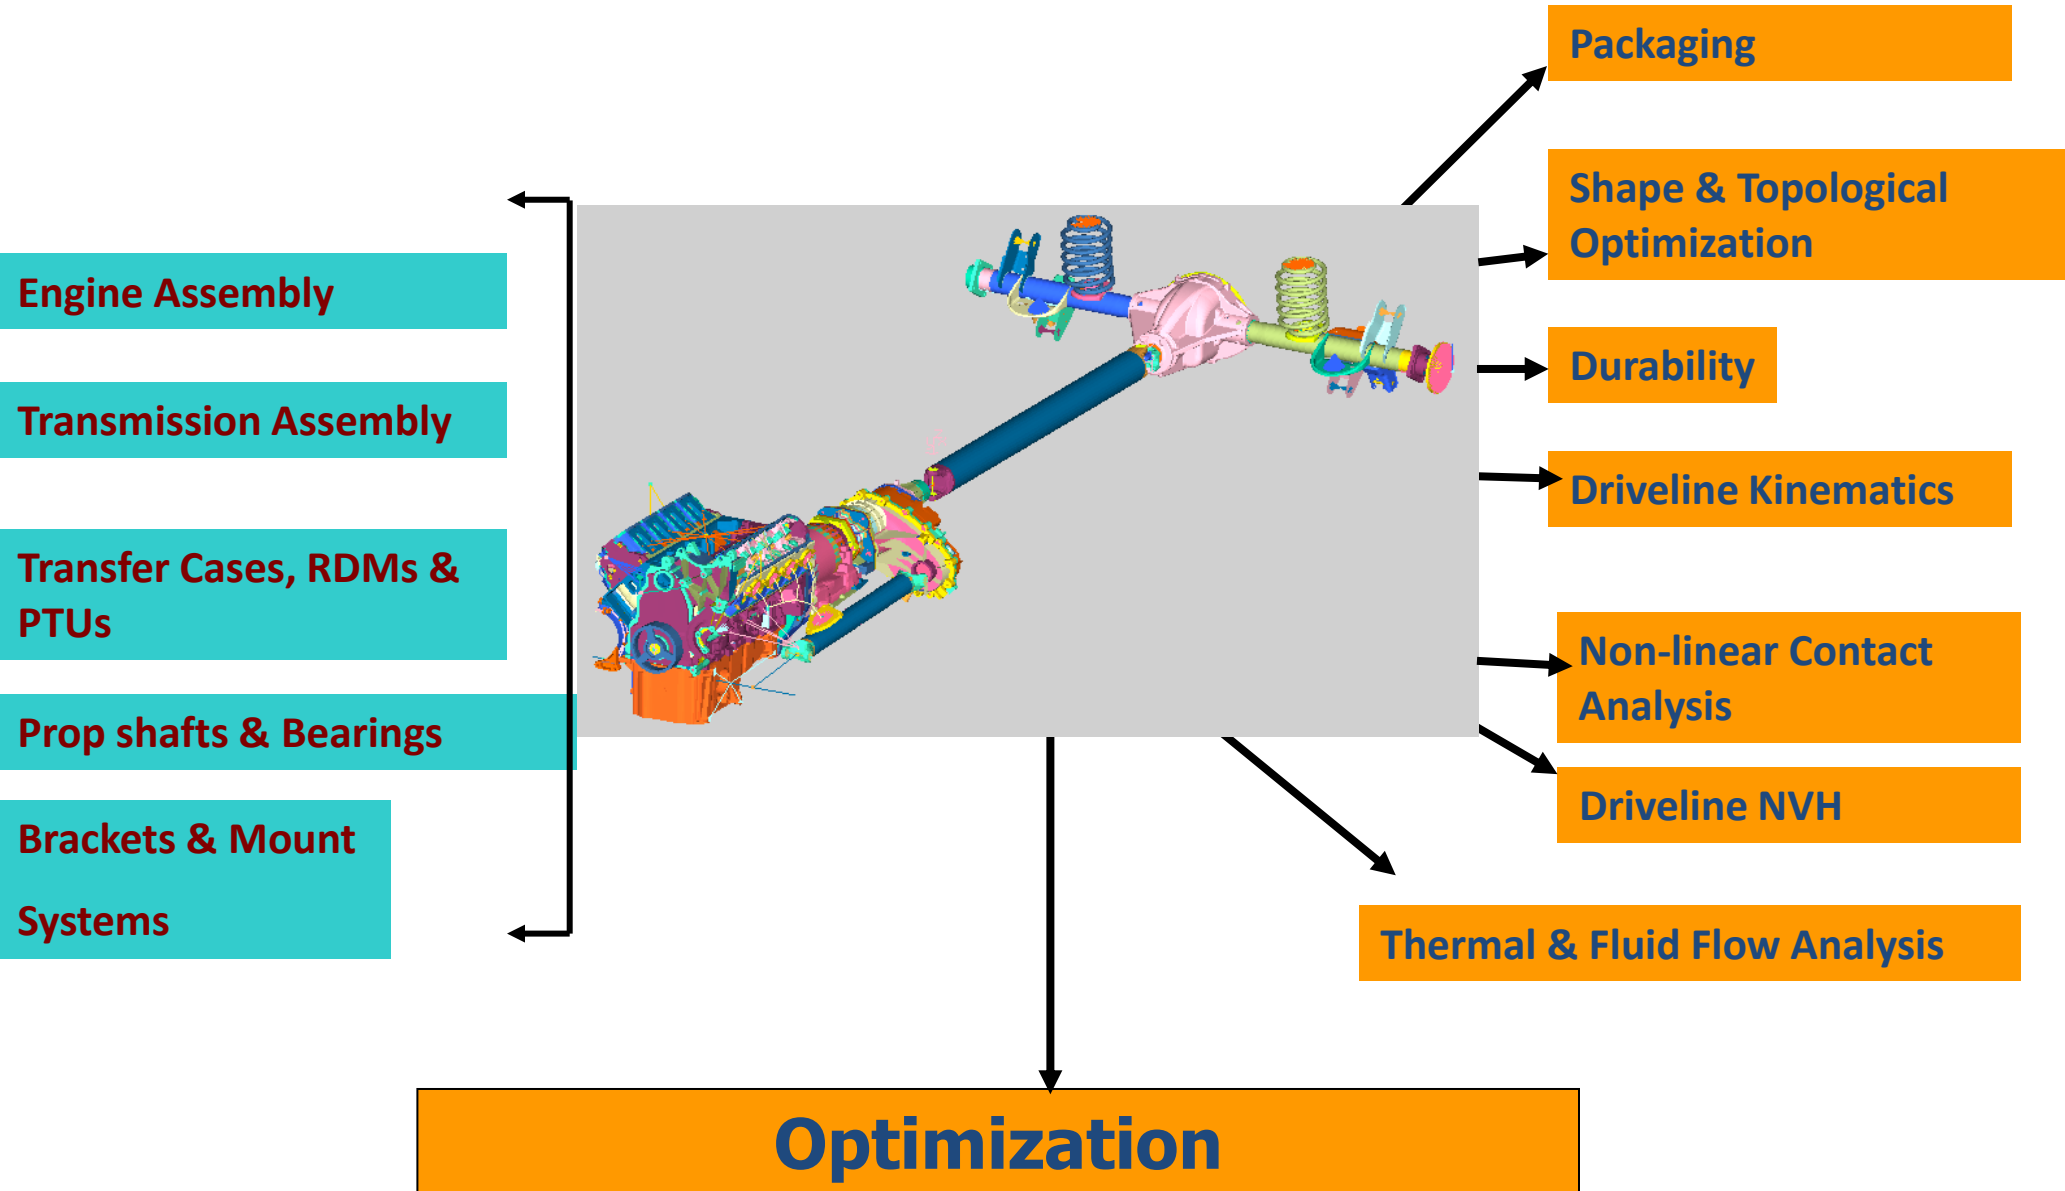 Engine Assembly
Transmission Assembly
Transfer Cases, RDMs &
PTUs
Prop shafts & Bearings
Brackets & Mount
Systems
Packaging
Shape & Topological
Optimization
Durability
Driveline Kinematics
Non-linear Contact
Analysis
Driveline NVH
Thermal & Fluid Flow Analysis
Optimization